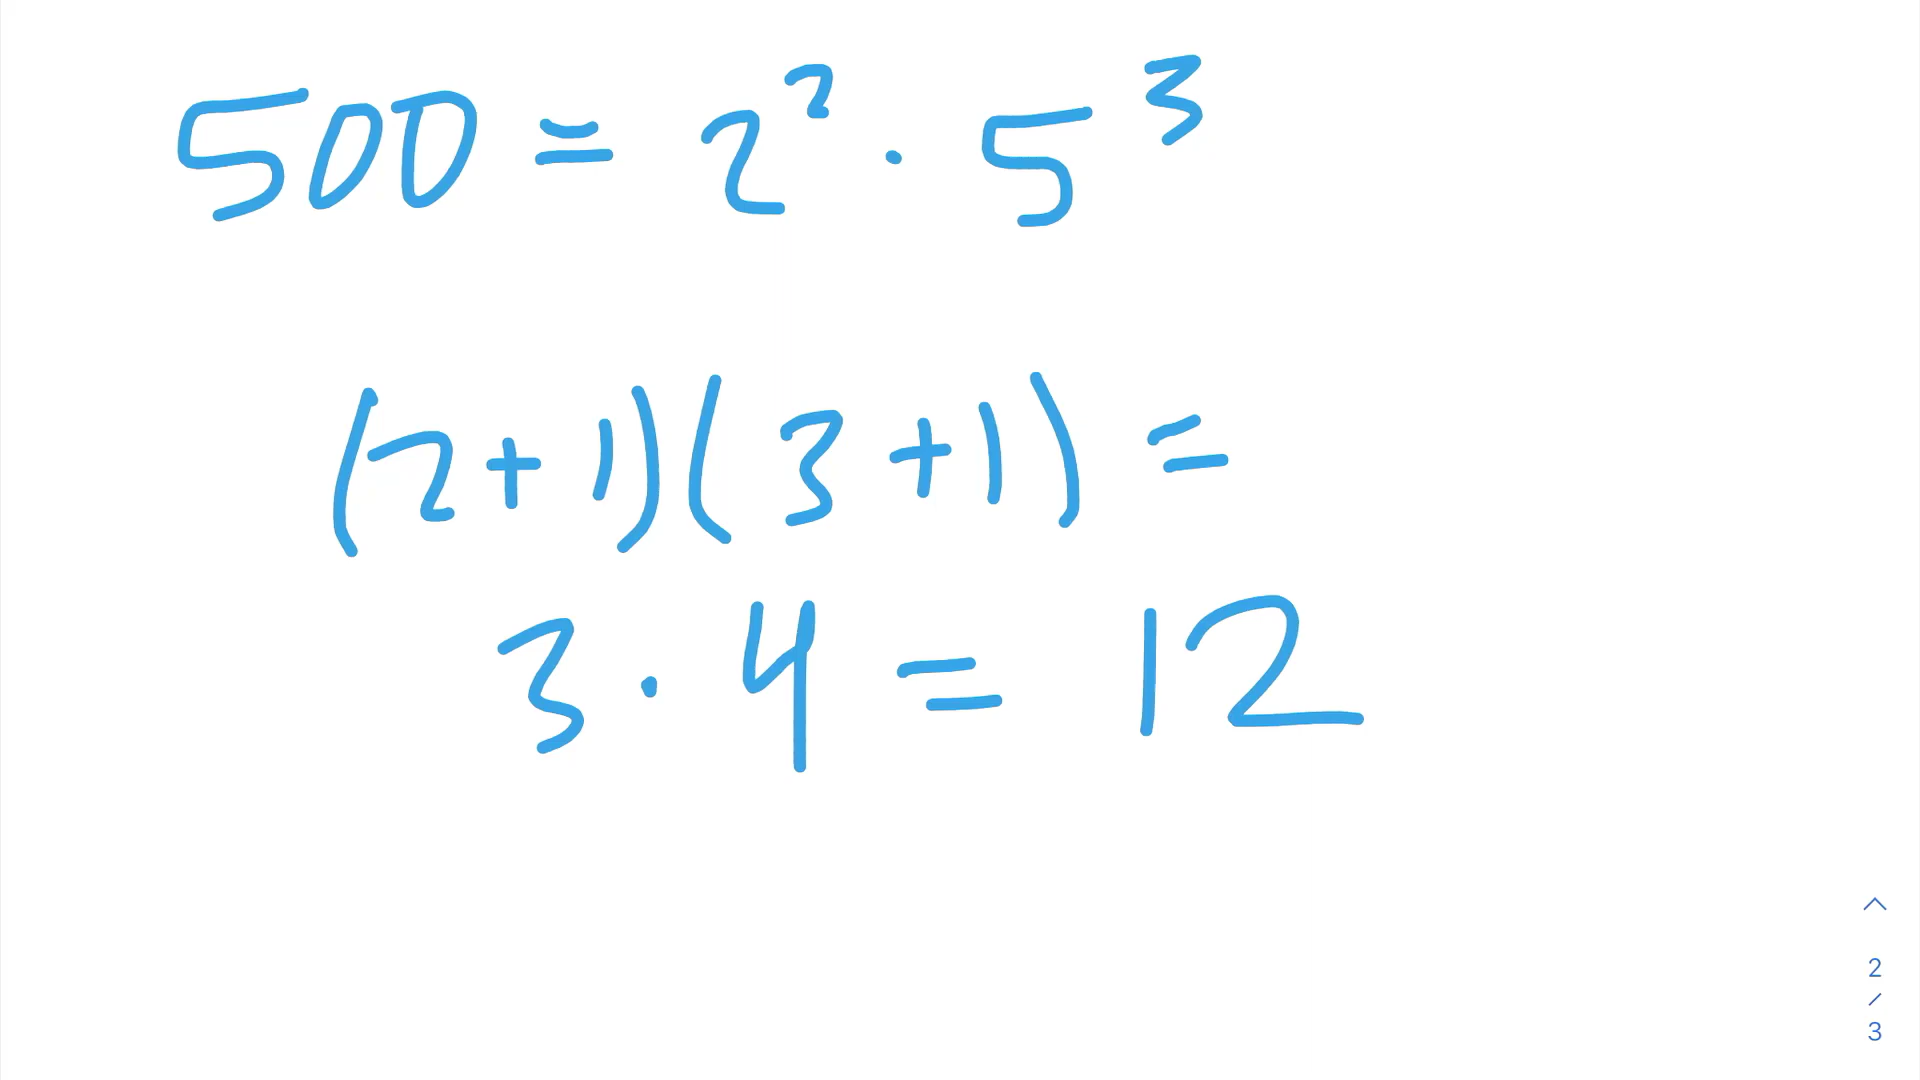 500 = 2² · 5³
(2+1)(3+1) =
3 · 4 = 12
2
/
3